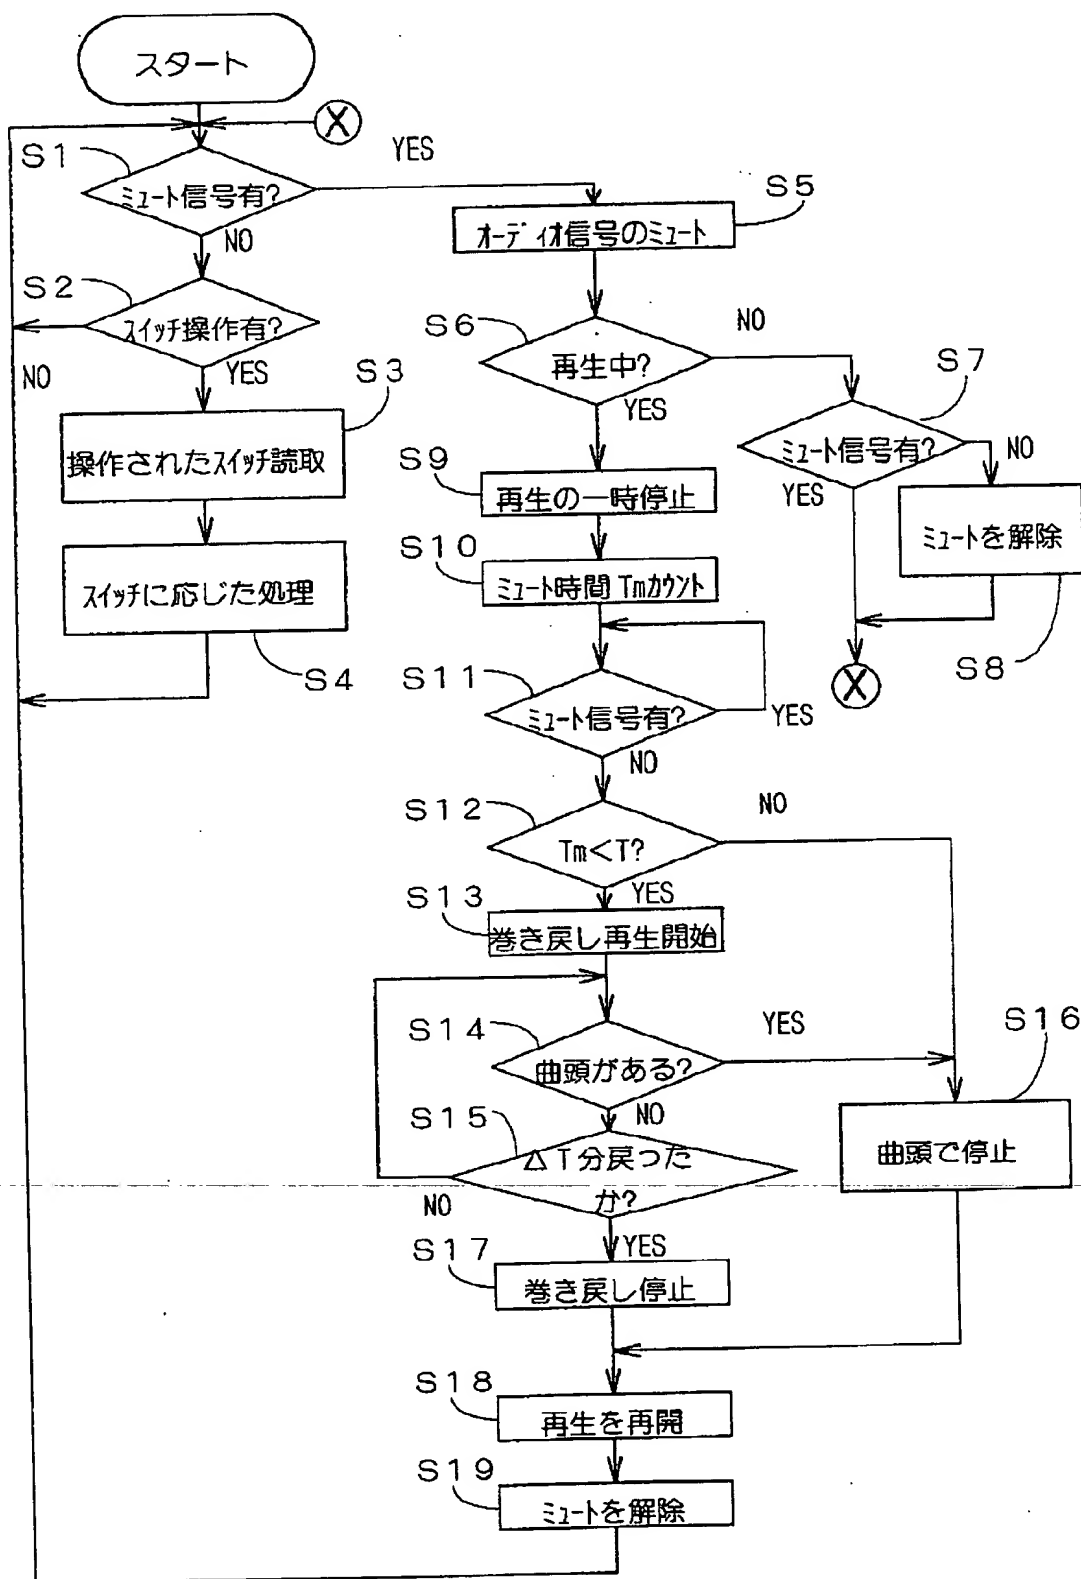 スタート
X
S1
YES
ミュート信号有?
S5
オーディオ信号のミュート
NO
S2
スイッチ操作有?
S6
NO
再生中?
S7
NO
YES
S3
YES
ミュート信号有?
NO
操作されたスイッチ読取
S9
再生の一時停止
YES
ミュートを解除
S10
スイッチに応じた処理
ミュート時間 Tmカウント
S4
S11
S8
X
ミュート信号有?
YES
NO
S12
NO
Tm<T?
YES
S13
巻き戻し再生開始
S14
YES
S16
曲頭がある?
NO
S15
△T分戻った
か?
曲頭で停止
NO
YES
S17
巻き戻し停止
S18
再生を再開
S19
ミュートを解除